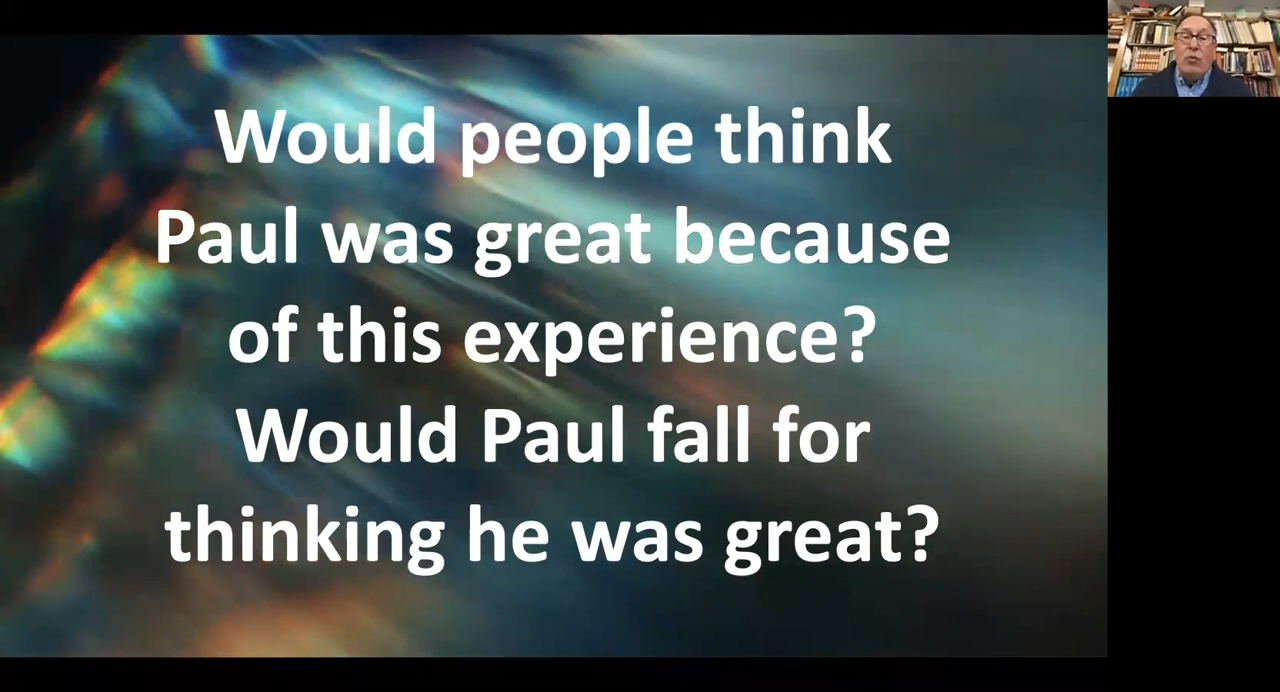 Would people think
Paul was great because
of this experience?
Would Paul fall for
thinking he was great?